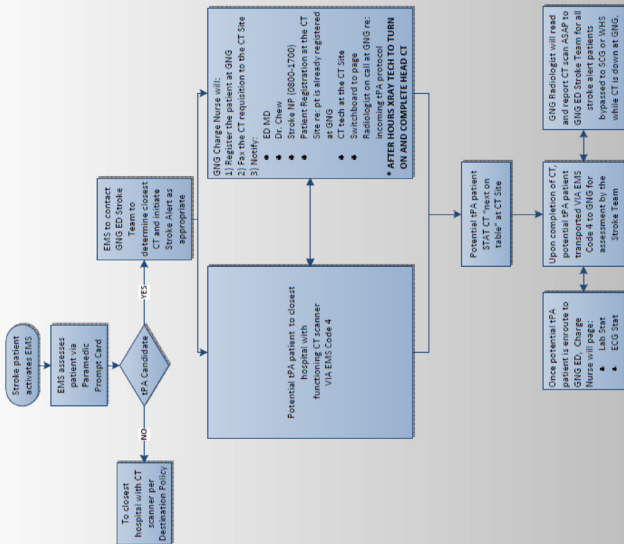 Stroke patient
activates EMS
EMS assesses
patient via
Paramedic
Prompt Card
tPA Candidate
NO
YES
To closest
hospital with CT
scanner per
Destination Policy
EMS to contact
GNG ED Stroke
Team to
determine closest
CT and initiate
Stroke Alert as
appropriate
Potential tPA patient to closest
hospital with
functioning CT scanner
VIA EMS Code 4
GNG Charge Nurse will:
1) Register the patient at GNG
2) Fax the CT requisition to the CT Site
3) Notify:
ED MD
Dr. Chew
Stroke NP (0800-1700)
Patient Registration at the CT
Site re: pt is already registered
at GNG
CT tech at the CT Site
Switchboard to page
Radiologist on call at GNG re:
incoming tPA protocol
* AFTER HOURS XRAY TECH TO TURN
ON AND COMPLETE HEAD CT
Potential tPA patient
STAT CT "next on
table" at CT Site
Once potential tPA
patient is enroute to
GNG ED, Charge
Nurse will page:
Lab Stat
ECG Stat
Upon completion of CT,
potential tPA patient
transported VIA EMS
Code 4 to GNG for
assessment by the
Stroke Team
GNG Radiologist will read
and report CT scan ASAP to
GNG ED Stroke Team for all
stroke alert patients
bypassed to SCG or WHS
while CT is down at GNG.